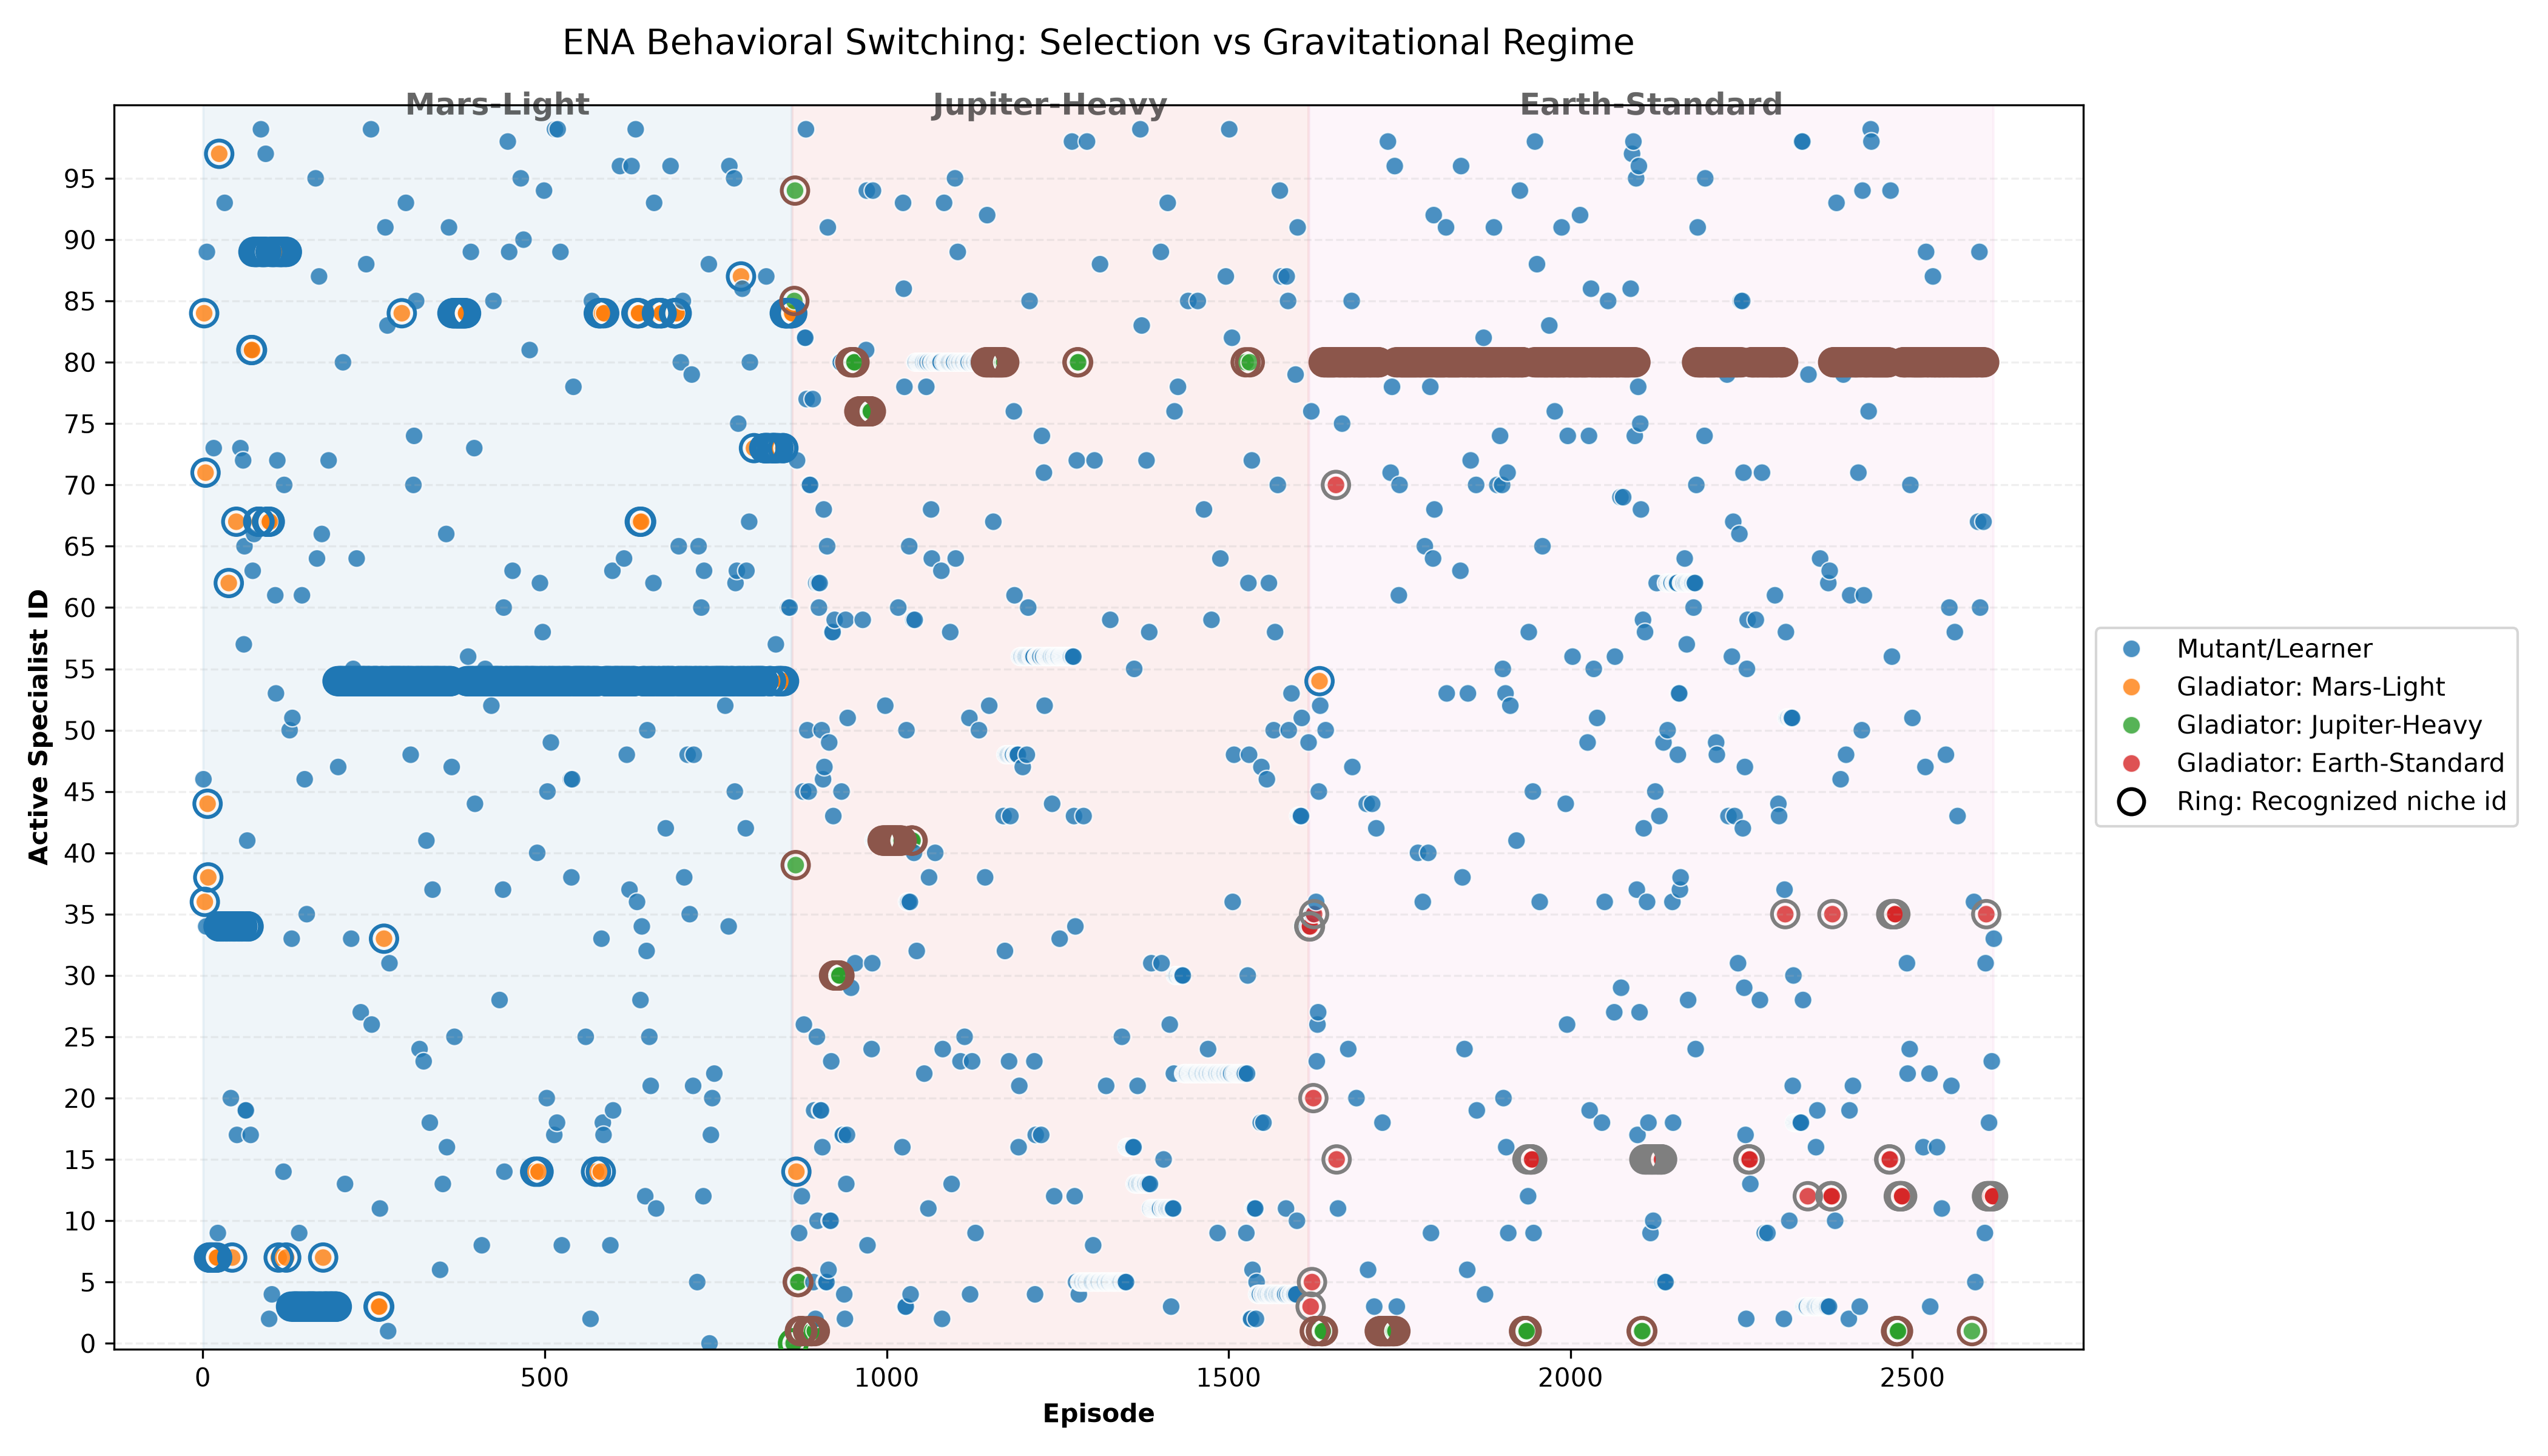 ENA Behavioral Switching: Selection vs Gravitational Regime
Mars-Light
Jupiter-Heavy
Earth-Standard
Active Specialist ID
95
90
85
80
75
70
65
60
55
50
45
40
35
30
25
20
15
10
5
0
0
500
1000
1500
2000
2500
Episode
Mutant/Learner
Gladiator: Mars-Light
Gladiator: Jupiter-Heavy
Gladiator: Earth-Standard
Ring: Recognized niche id